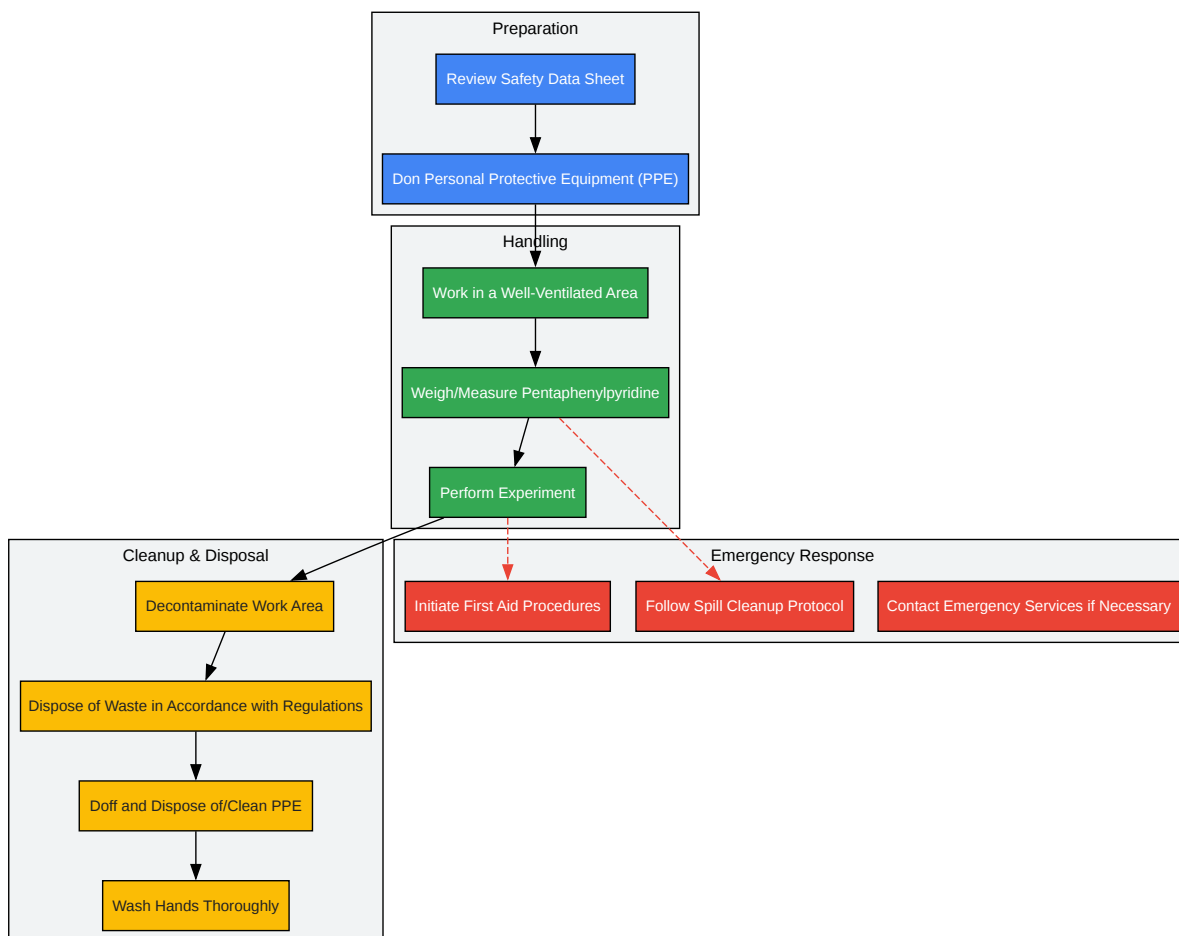 Preparation
Review Safety Data Sheet
Don Personal Protective Equipment (PPE)
Handling
Work in a Well-Ventilated Area
Weigh/Measure Pentaphenylpyridine
Perform Experiment
Cleanup & Disposal
Decontaminate Work Area
Dispose of Waste in Accordance with Regulations
Doff and Dispose of/Clean PPE
Wash Hands Thoroughly
Emergency Response
Initiate First Aid Procedures
Follow Spill Cleanup Protocol
Contact Emergency Services if Necessary